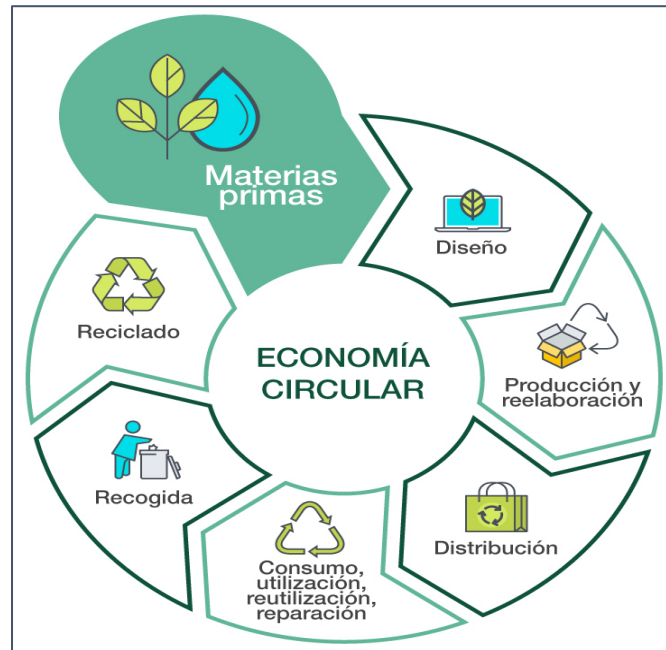 Materias
primas
Diseño
Producción y
reelaboración
Distribución
Consumo,
utilización,
reutilización,
reparación
Recogida
Reciclado
ECONOMÍA
CIRCULAR